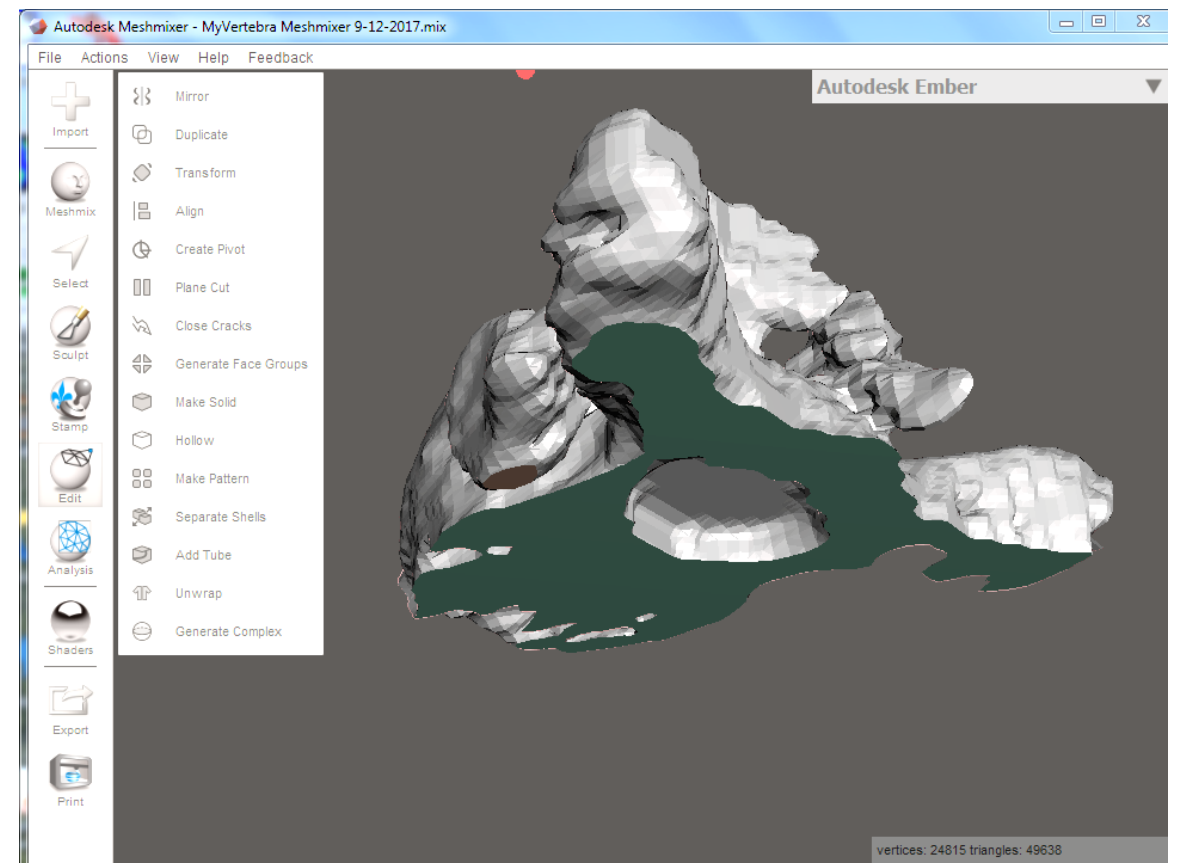 Autodesk Meshmixer - MyVertebra Meshmixer 9-12-2017.mix
File Actions View Help Feedback
Import
Meshmix
Select
Sculpt
Stamp
Edit
Analysis
Shaders
Export
Print
Mirror
Duplicate
Transform
Align
Create Pivot
Plane Cut
Close Cracks
Generate Face Groups
Make Solid
Hollow
Make Pattern
Separate Shells
Add Tube
Unwrap
Generate Complex
Autodesk Ember
vertices: 24815 triangles: 49638